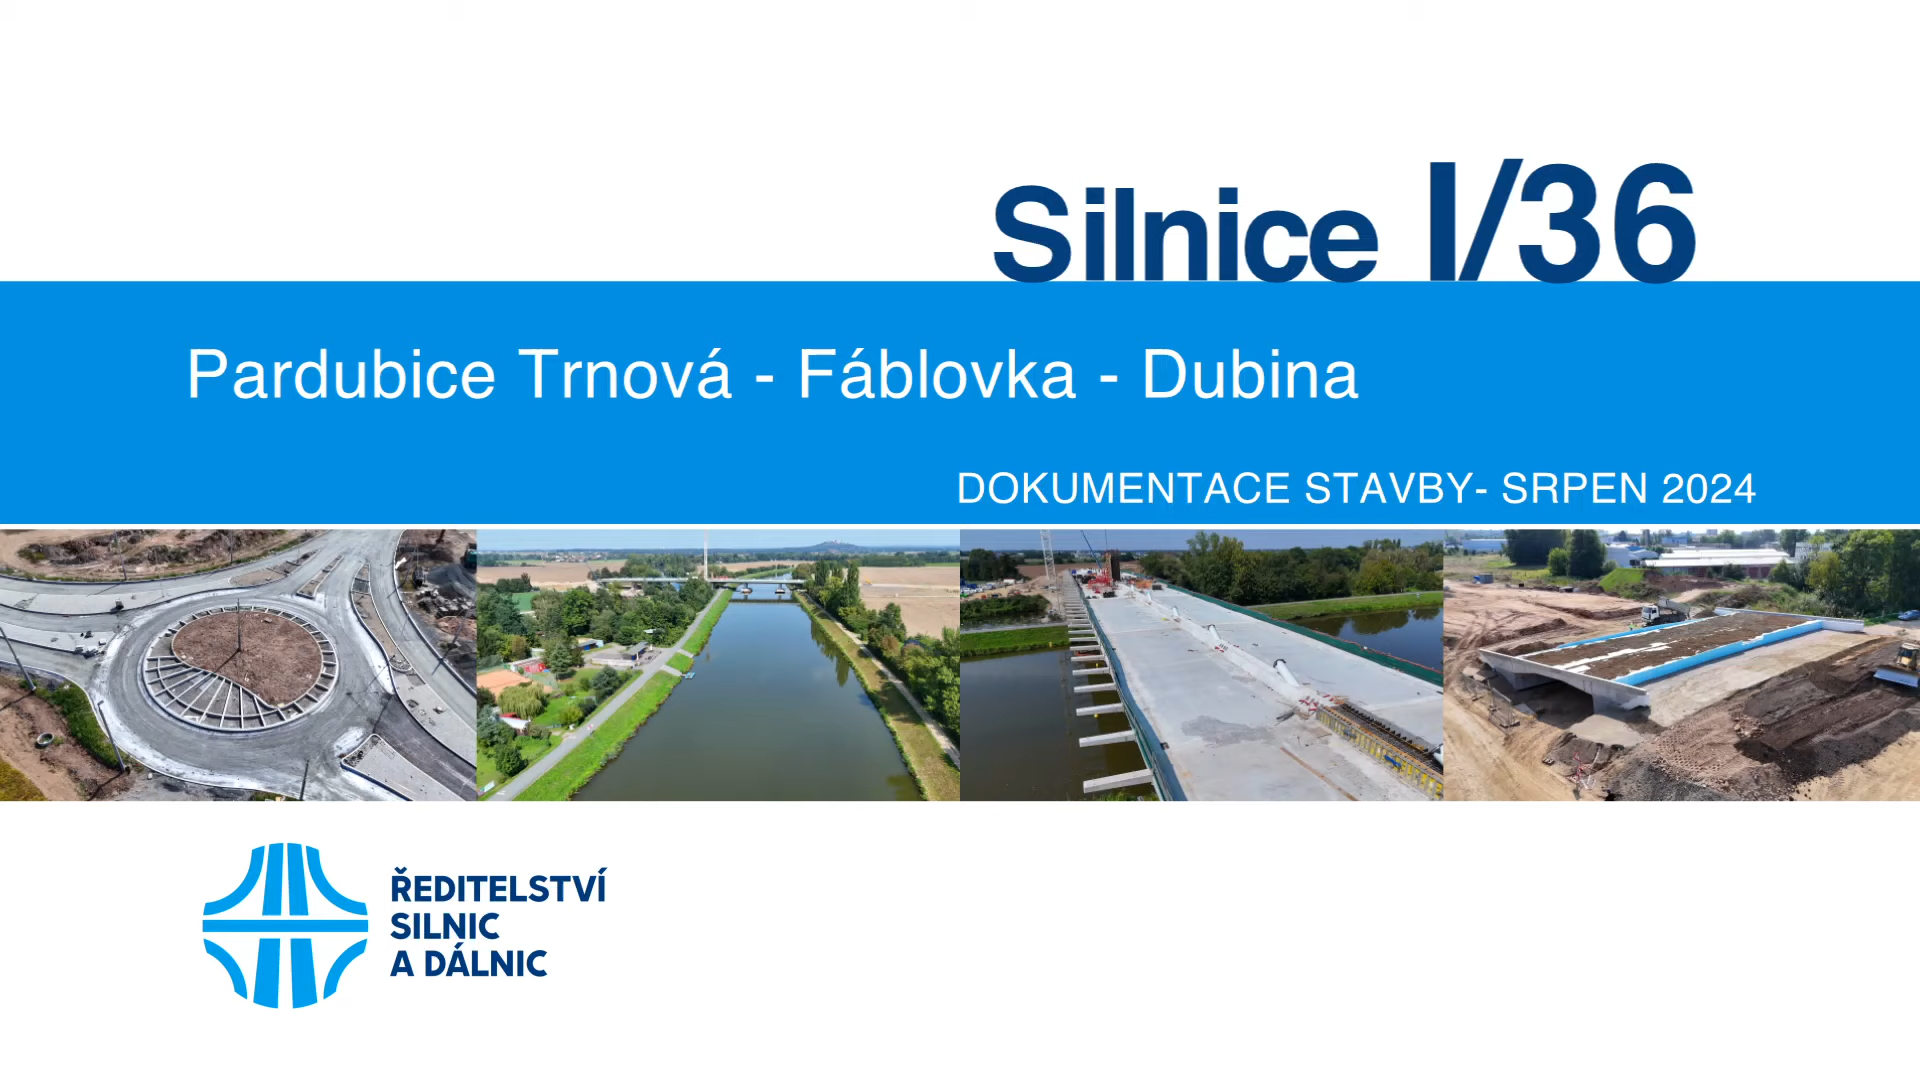 Silnice I/36
Pardubice Trnová - Fáblovka - Dubina
DOKUMENTACE STAVBY- SRPEN 2024
ŘEDITELSTVÍ
SILNIC
A DÁLNIC